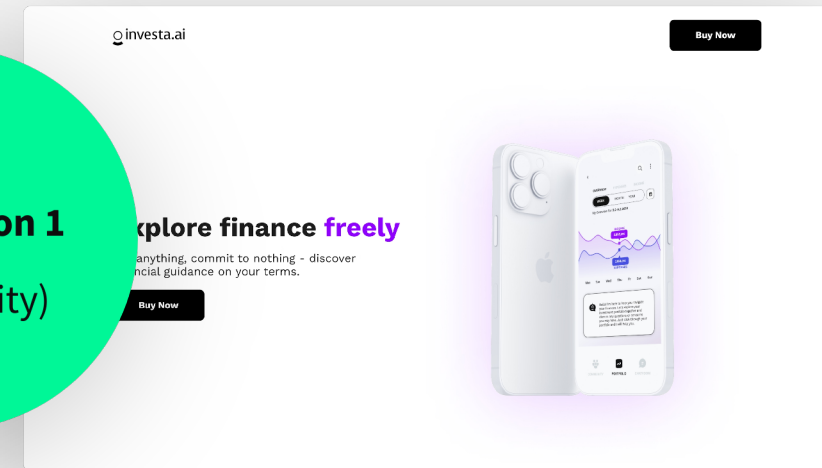 investa.ai
Buy Now
on 1
ity)
xplore finance freely
anything, commit to nothing - discover
ncial guidance on your terms.
Buy Now